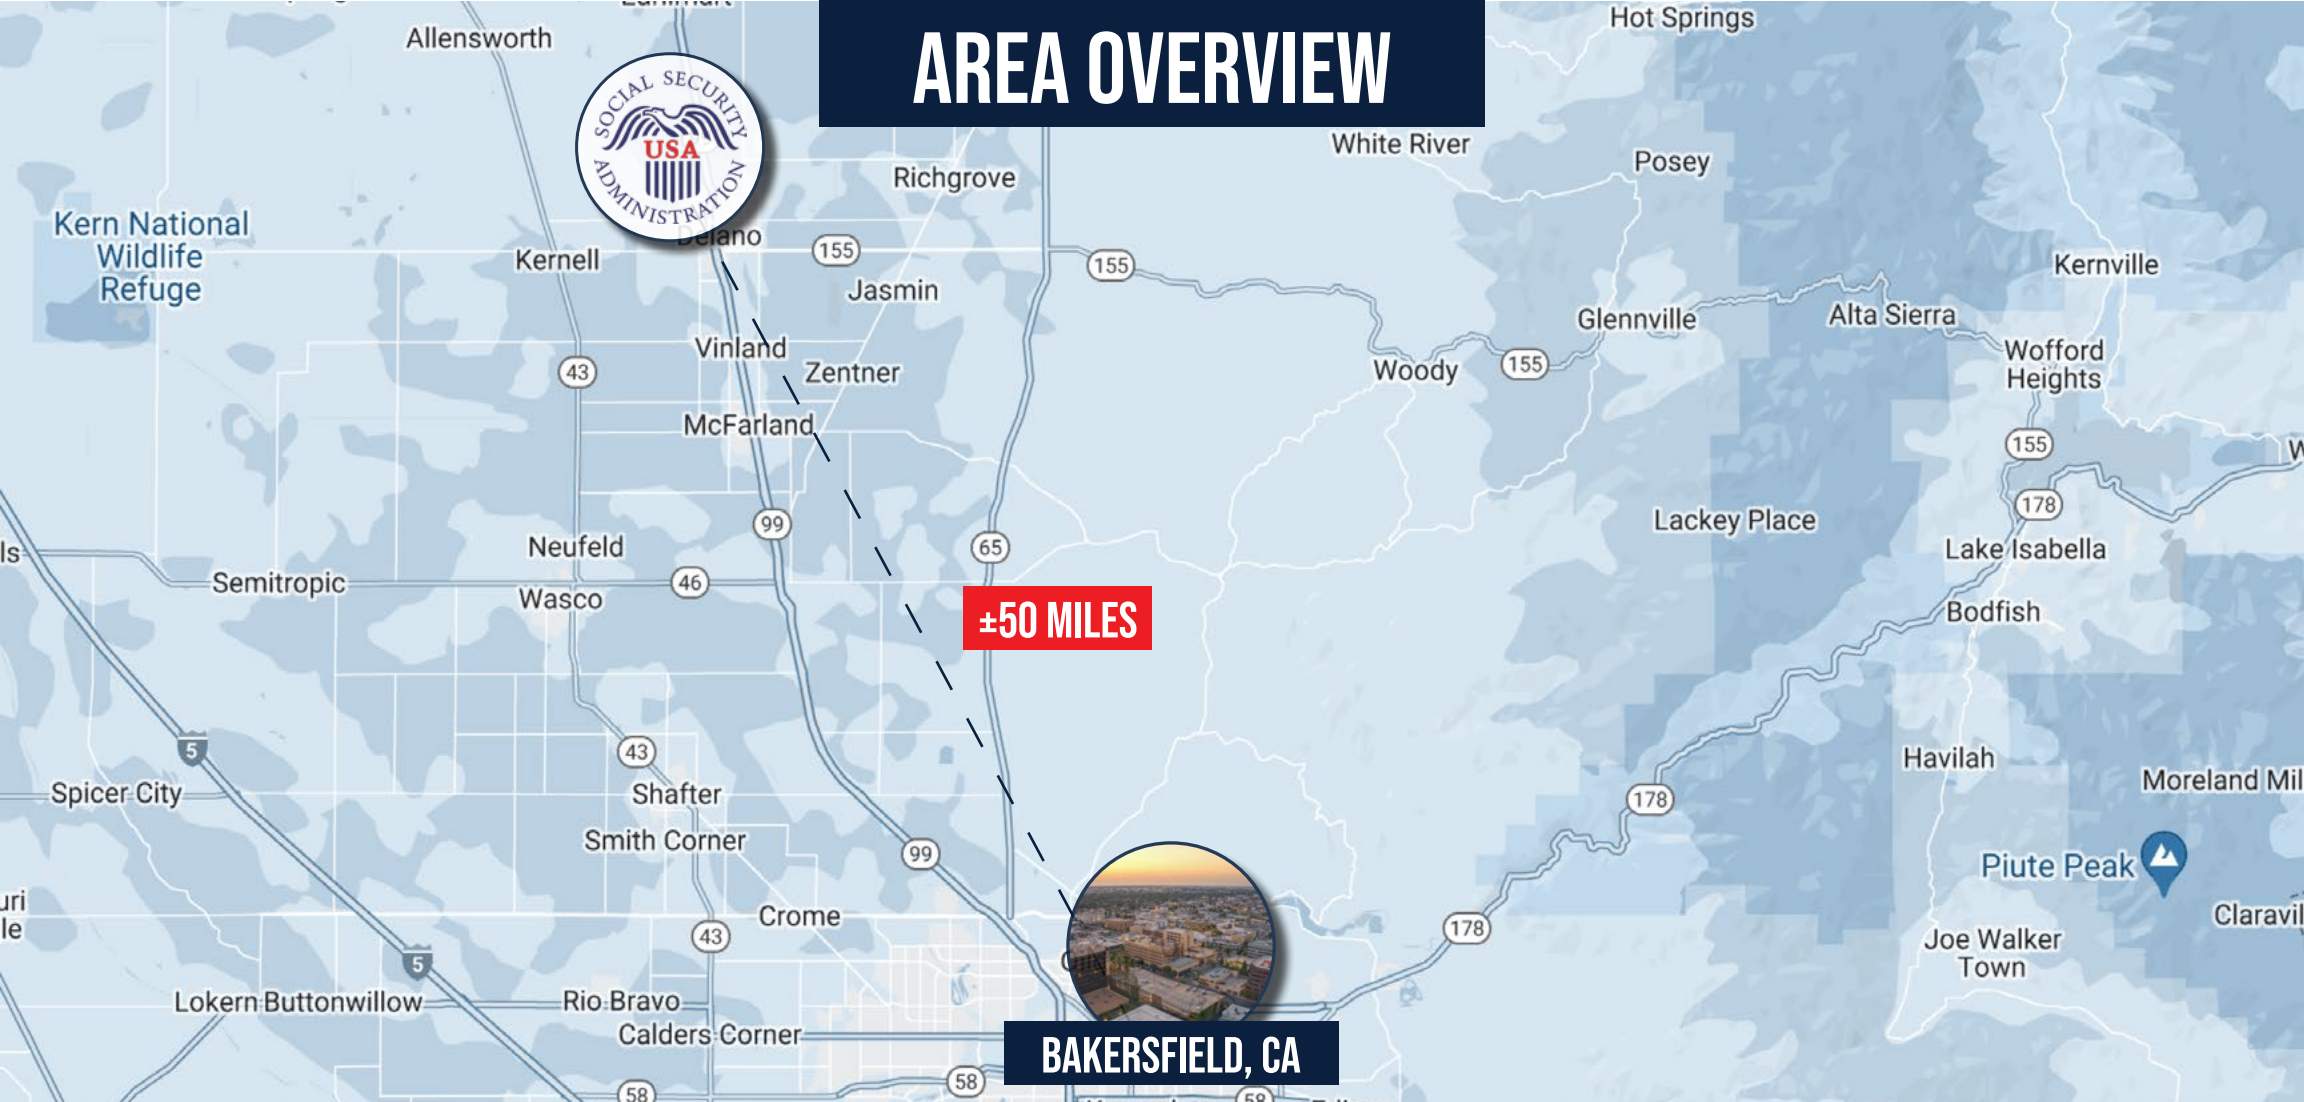 AREA OVERVIEW
Hot Springs
Allensworth
SOCIAL SECURITY
USA
ADMINISTRATION
White River
Posey
Richgrove
Kern National
Wildlife
Refuge
Delano
155
155
Kernell
Kernville
Jasmin
Glennville
Alta Sierra
Vinland
Zentner
43
Woody
155
Wofford
Heights
McFarland
155
99
178
Lackey Place
Neufeld
65
Lake Isabella
Semitropic
46
Wasco
Bodfish
±50 MILES
5
43
Havilah
Moreland Mil
Spicer City
Shafter
178
Smith Corner
99
Piute Peak
Claravil
Crome
43
178
Joe Walker
Town
5
Lokern
Buttonwillow
Rio Bravo
Calders Corner
BAKERSFIELD, CA
58
58
58